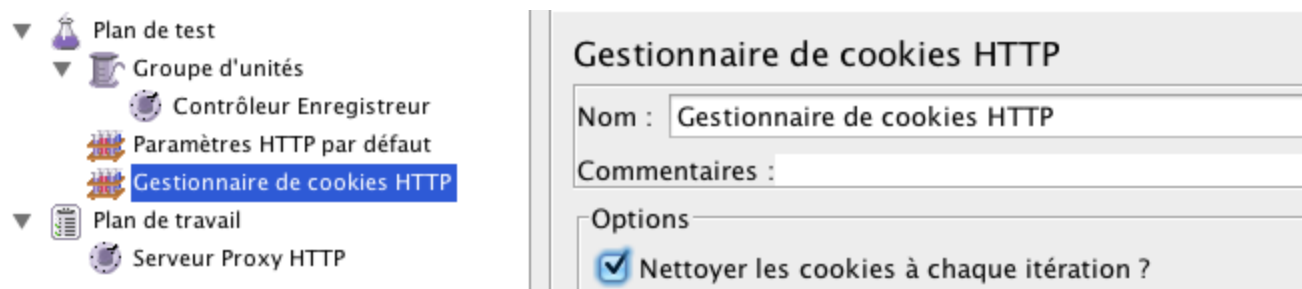 Plan de test
Groupe d'unités
Contrôleur Enregistreur
Paramètres HTTP par défaut
Gestionnaire de cookies HTTP
Plan de travail
Serveur Proxy HTTP
Gestionnaire de cookies HTTP
Nom : Gestionnaire de cookies HTTP
Commentaires :
Options
Nettoyer les cookies à chaque itération ?